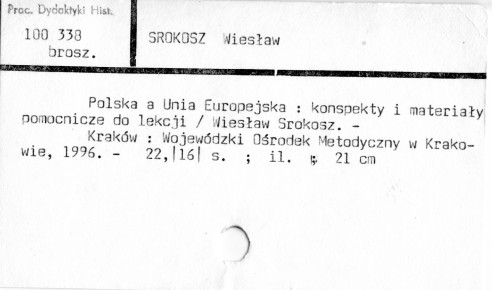 Prac. Dydaktyki Hist.
100 338
brosz.
SROKOSZ Wiesław
Polska a Unia Europejska : konspekty i materiały
pomocnicze do lekcji / Wiesław Srokosz. -
Kraków : Wojewódzki Ośrodek Metodyczny w Krako-
wie, 1996. - 22,|16| s. ; il. ; 21 cm